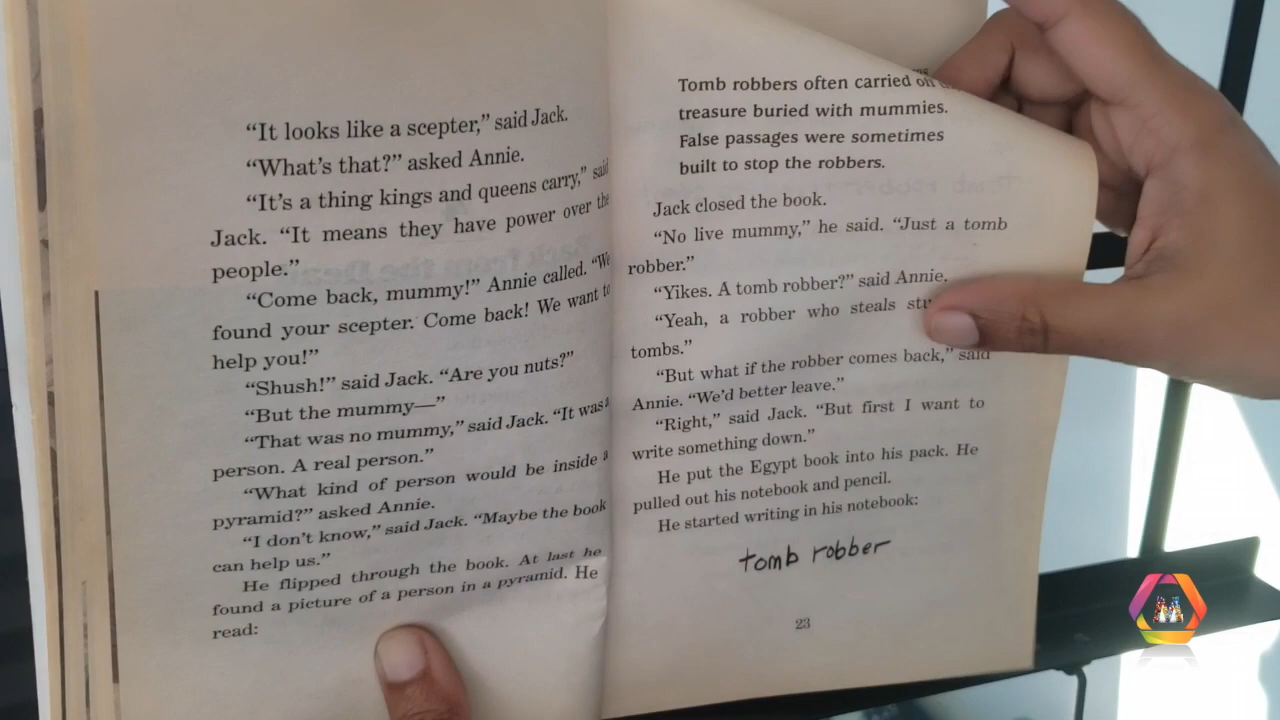 “It looks like a scepter,” said Jack.
“What’s that?” asked Annie.
“It’s a thing kings and queens carry,” said
Jack. “It means they have power over the
people.”
“Come back, mummy!” Annie called. “We
found your scepter. Come back! We want to
help you!”
“Shush!” said Jack. “Are you nuts?”
“But the mummy—”
“That was no mummy,” said Jack. “It was a
person. A real person.”
“What kind of person would be inside a
pyramid?” asked Annie.
“I don’t know,” said Jack. “Maybe the book
can help us.”
He flipped through the book. At last he
found a picture of a person in a pyramid. He
read:
Tomb robbers often carried off
treasure buried with mummies.
False passages were sometimes
built to stop the robbers.
Jack closed the book.
“No live mummy,” he said. “Just a tomb
robber.”
“Yikes. A tomb robber?” said Annie.
“Yeah, a robber who steals
tombs.”
“But what if the robber comes back,” said
Annie. “We’d better leave.”
“Right,” said Jack. “But first I want to
write something down.”
He put the Egypt book into his pack. He
pulled out his notebook and pencil.
He started writing in his notebook:
tomb robber
23